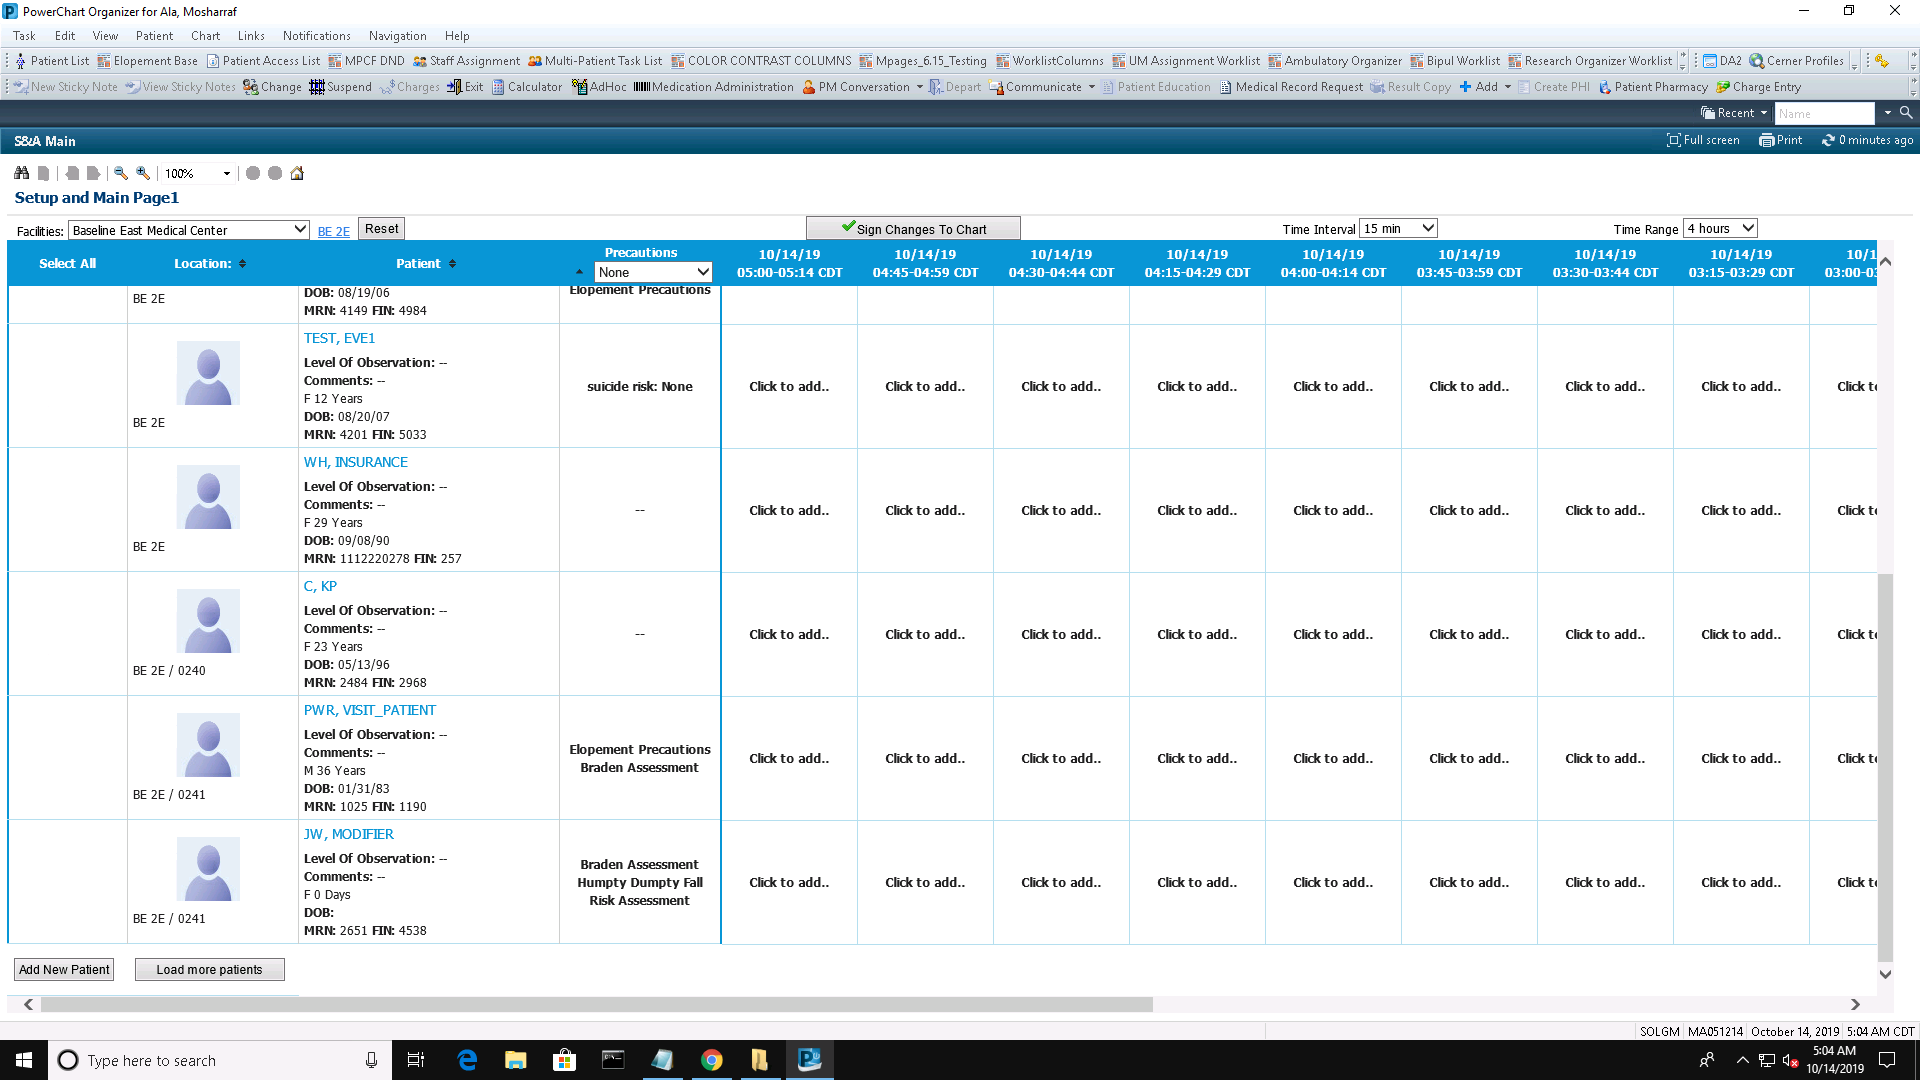 PowerChart Organizer for Ala, Mosharraf
Task Edit View Patient Chart Links Notifications Navigation Help
Patient List Elopement Base Patient Access List MPCF DND Staff Assignment Multi-Patient Task List COLOR CONTRAST COLUMNS Mpages_6.15_Testing WorklistColumns UM Assignment Worklist Ambulatory Organizer Bipul Worklist Research Organizer Worklist DA2 Cerner Profiles
New Sticky Note View Sticky Notes Change Suspend Charges Exit Calculator AdHoc Medication Administration PM Conversation Depart Communicate Patient Education Medical Record Request Result Copy Add Create PHI Patient Pharmacy Charge Entry
Recent Name
S&A Main Full screen Print 0 minutes ago
100%
Setup and Main Page1
Facilities: Baseline East Medical Center BE 2E Reset Sign Changes To Chart Time Interval 15 min Time Range 4 hours
Select All Location: Patient Precautions None
10/14/19 10/14/19 10/14/19 10/14/19 10/14/19 10/14/19 10/14/19 10/14/19 10/1
05:00-05:14 CDT 04:45-04:59 CDT 04:30-04:44 CDT 04:15-04:29 CDT 04:00-04:14 CDT 03:45-03:59 CDT 03:30-03:44 CDT 03:15-03:29 CDT 03:00-03
BE 2E
DOB: 08/19/06
MRN: 4149 FIN: 4984
Elopement Precautions
BE 2E
TEST, EVE1
Level Of Observation: --
Comments: --
F 12 Years
DOB: 08/20/07
MRN: 4201 FIN: 5033
suicide risk: None
Click to add.. Click to add.. Click to add.. Click to add.. Click to add.. Click to add.. Click to add.. Click to add.. Click to
BE 2E
WH, INSURANCE
Level Of Observation: --
Comments: --
F 29 Years
DOB: 09/08/90
MRN: 1112220278 FIN: 257
--
Click to add.. Click to add.. Click to add.. Click to add.. Click to add.. Click to add.. Click to add.. Click to add.. Click to
BE 2E / 0240
C, KP
Level Of Observation: --
Comments: --
F 23 Years
DOB: 05/13/96
MRN: 2484 FIN: 2968
--
Click to add.. Click to add.. Click to add.. Click to add.. Click to add.. Click to add.. Click to add.. Click to add.. Click to
BE 2E / 0241
PWR, VISIT_PATIENT
Level Of Observation: --
Comments: --
M 36 Years
DOB: 01/31/83
MRN: 1025 FIN: 1190
Elopement Precautions
Braden Assessment
Click to add.. Click to add.. Click to add.. Click to add.. Click to add.. Click to add.. Click to add.. Click to add.. Click to
BE 2E / 0241
JW, MODIFIER
Level Of Observation: --
Comments: --
F 0 Days
DOB:
MRN: 2651 FIN: 4538
Braden Assessment
Humpty Dumpty Fall
Risk Assessment
Click to add.. Click to add.. Click to add.. Click to add.. Click to add.. Click to add.. Click to add.. Click to add.. Click to
Add New Patient Load more patients
SOLGM MA051214 October 14, 2019 5:04 AM CDT
Type here to search
5:04 AM
10/14/2019